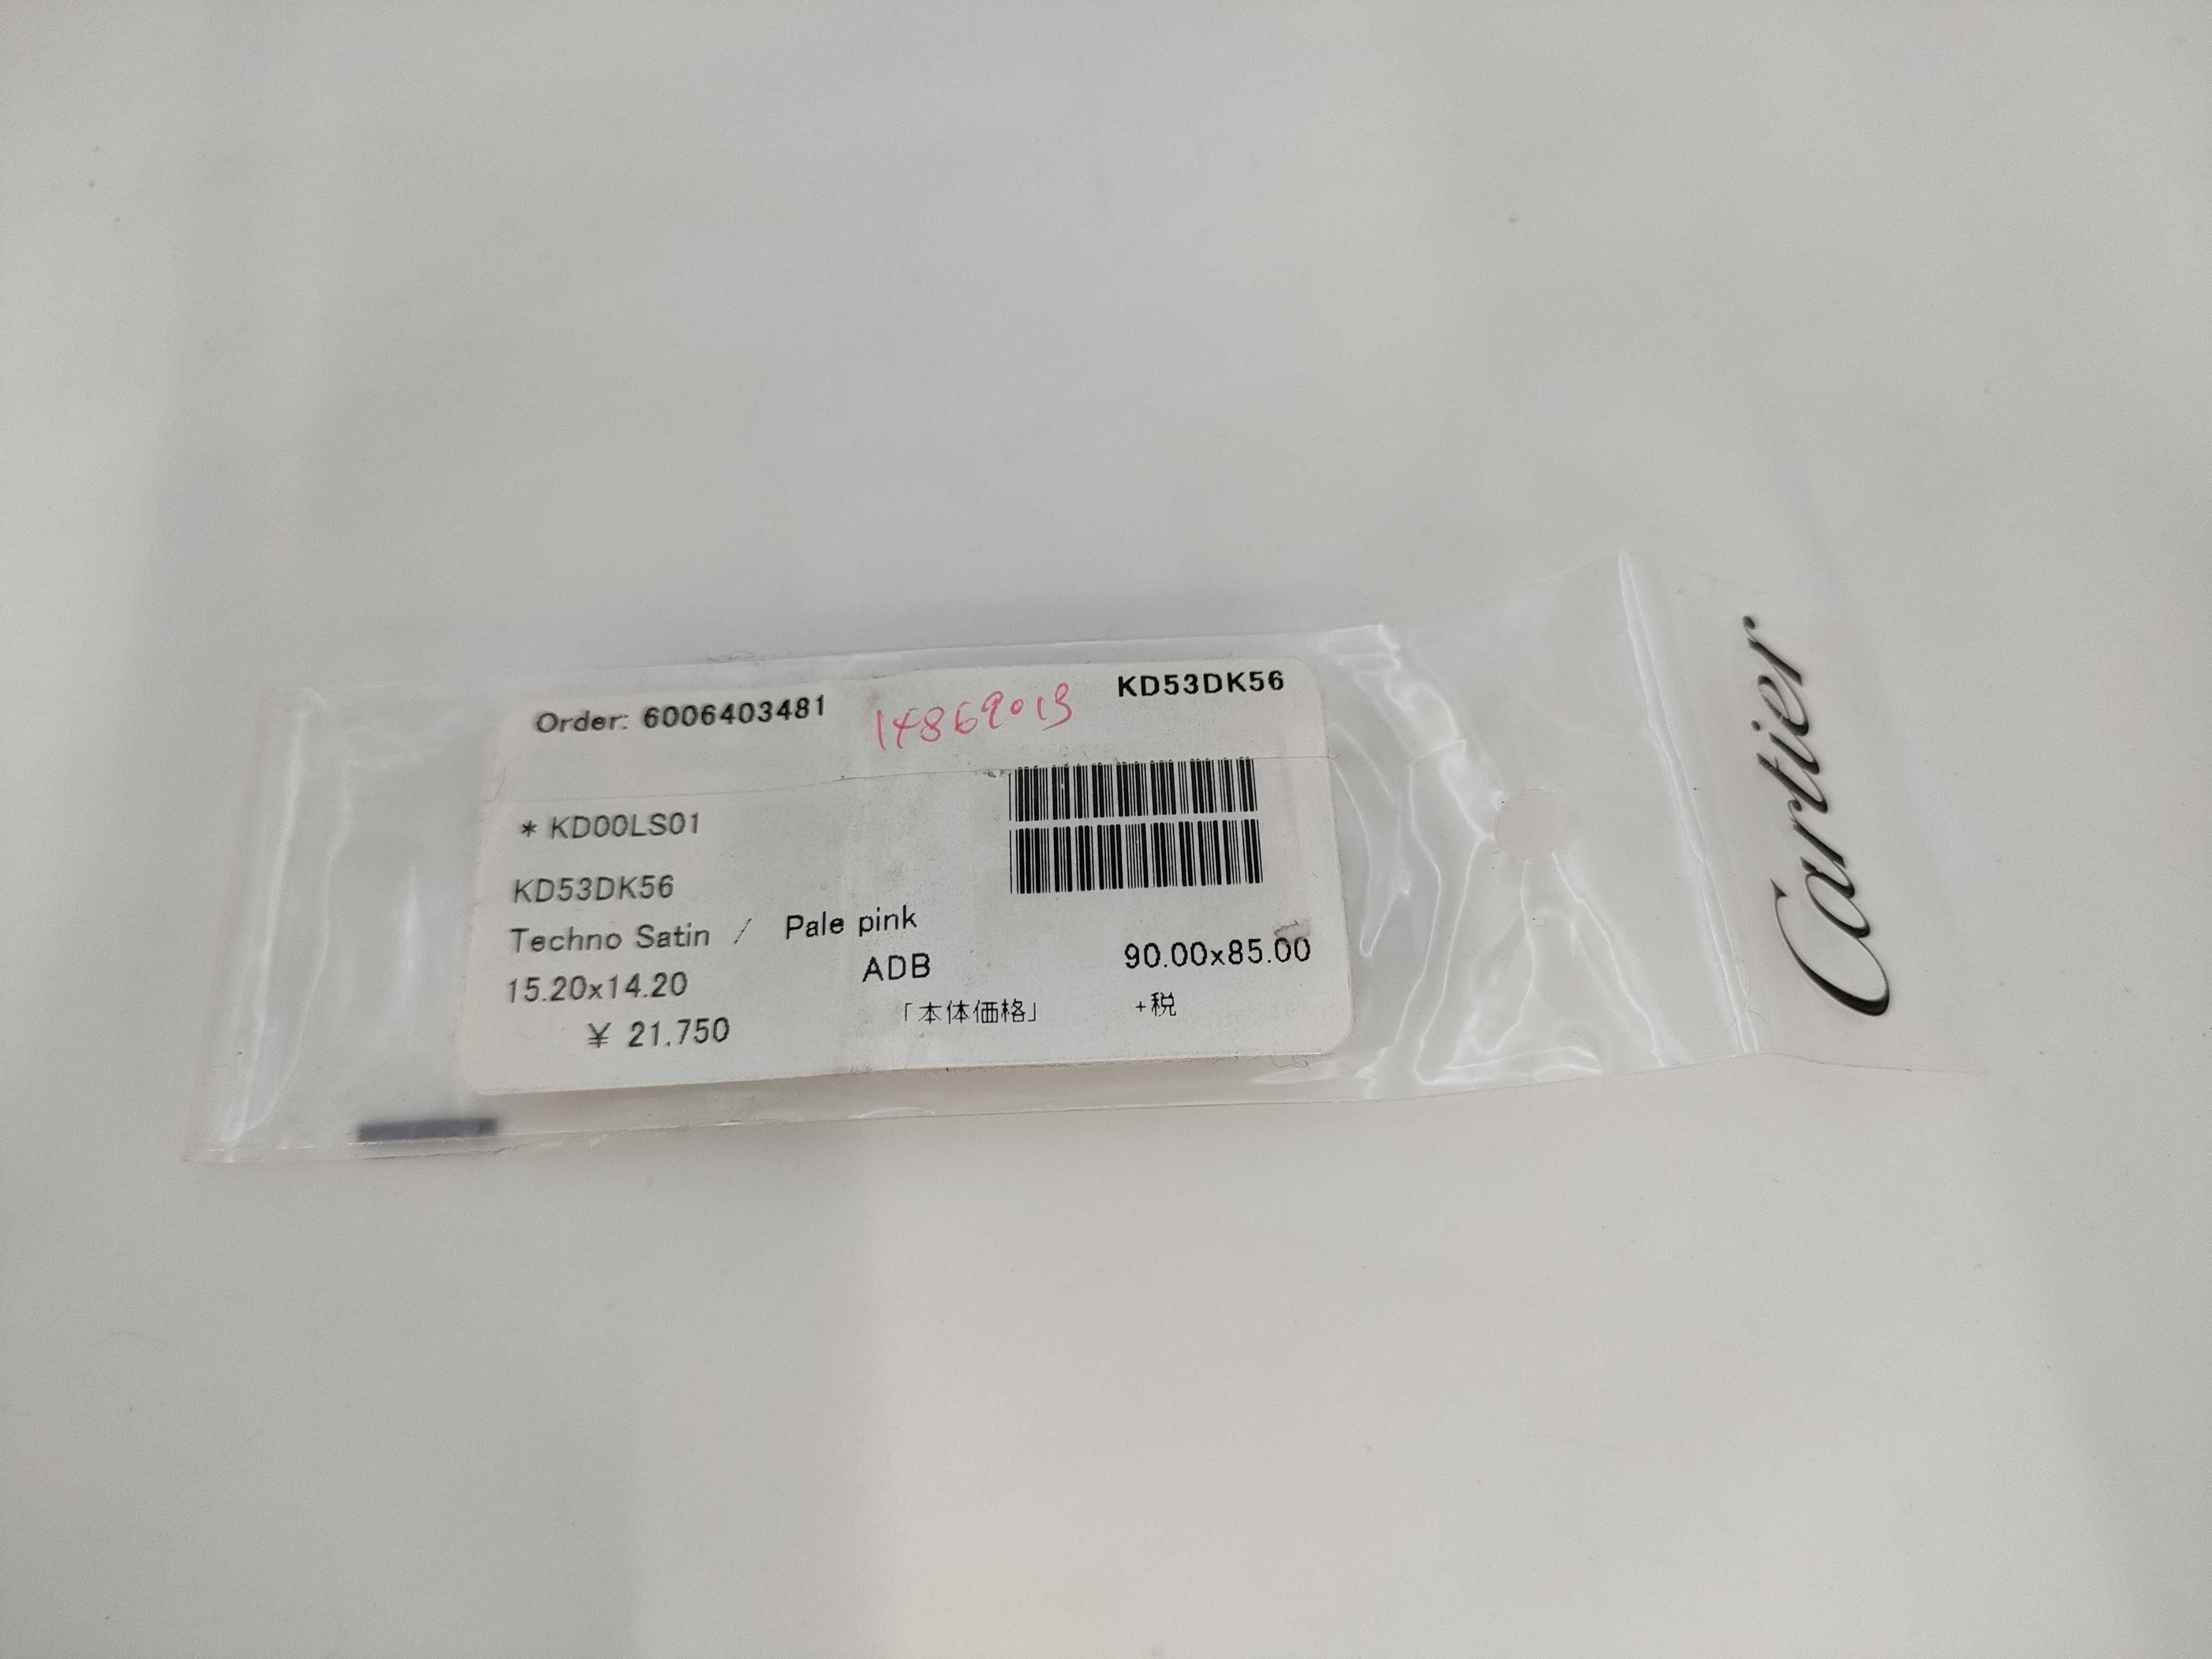 Order: 6006403481 14869013 KD53DK56
* KD00LS01
KD53DK56
Techno Satin / Pale pink
15.20x14.20 ADB 90.00x85.00
¥ 21,750 「本体価格」 +税
Cartier